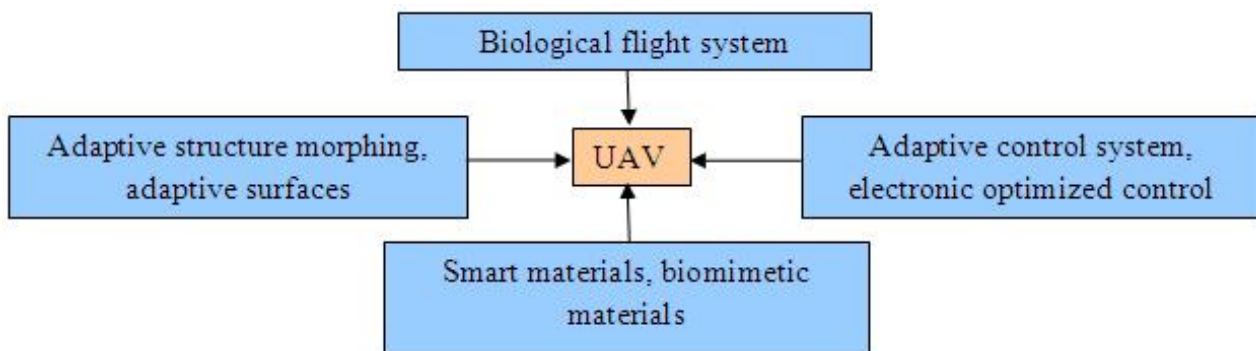 Biological flight system
Adaptive structure morphing,
adaptive surfaces
UAV
Adaptive control system,
electronic optimized control
Smart materials, biomimetic
materials